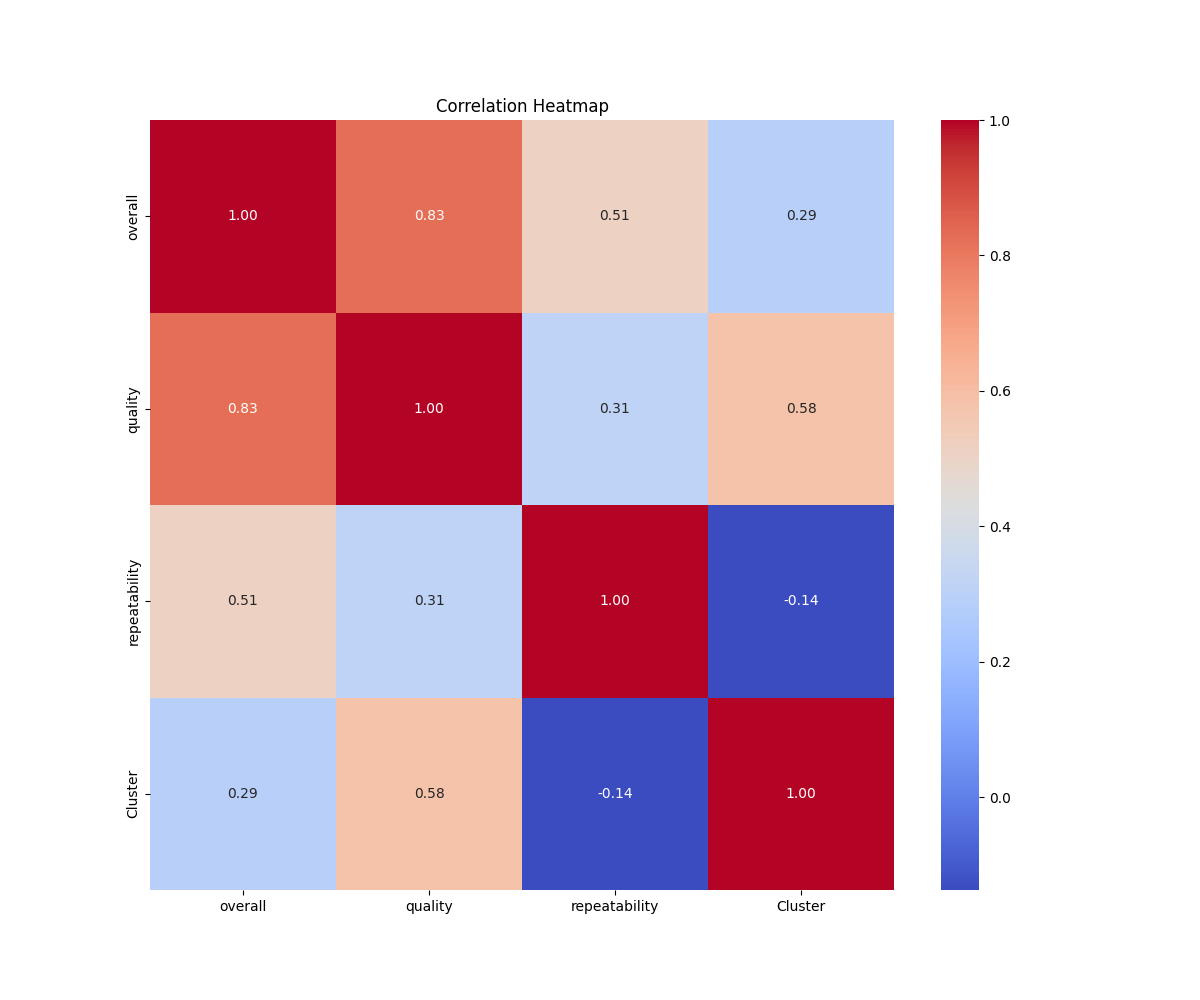 Correlation Heatmap
overall
1.00 0.83 0.51 0.29
quality
0.83 1.00 0.31 0.58
repeatability
0.51 0.31 1.00 -0.14
Cluster
0.29 0.58 -0.14 1.00
overall quality repeatability Cluster
1.0
0.8
0.6
0.4
0.2
0.0